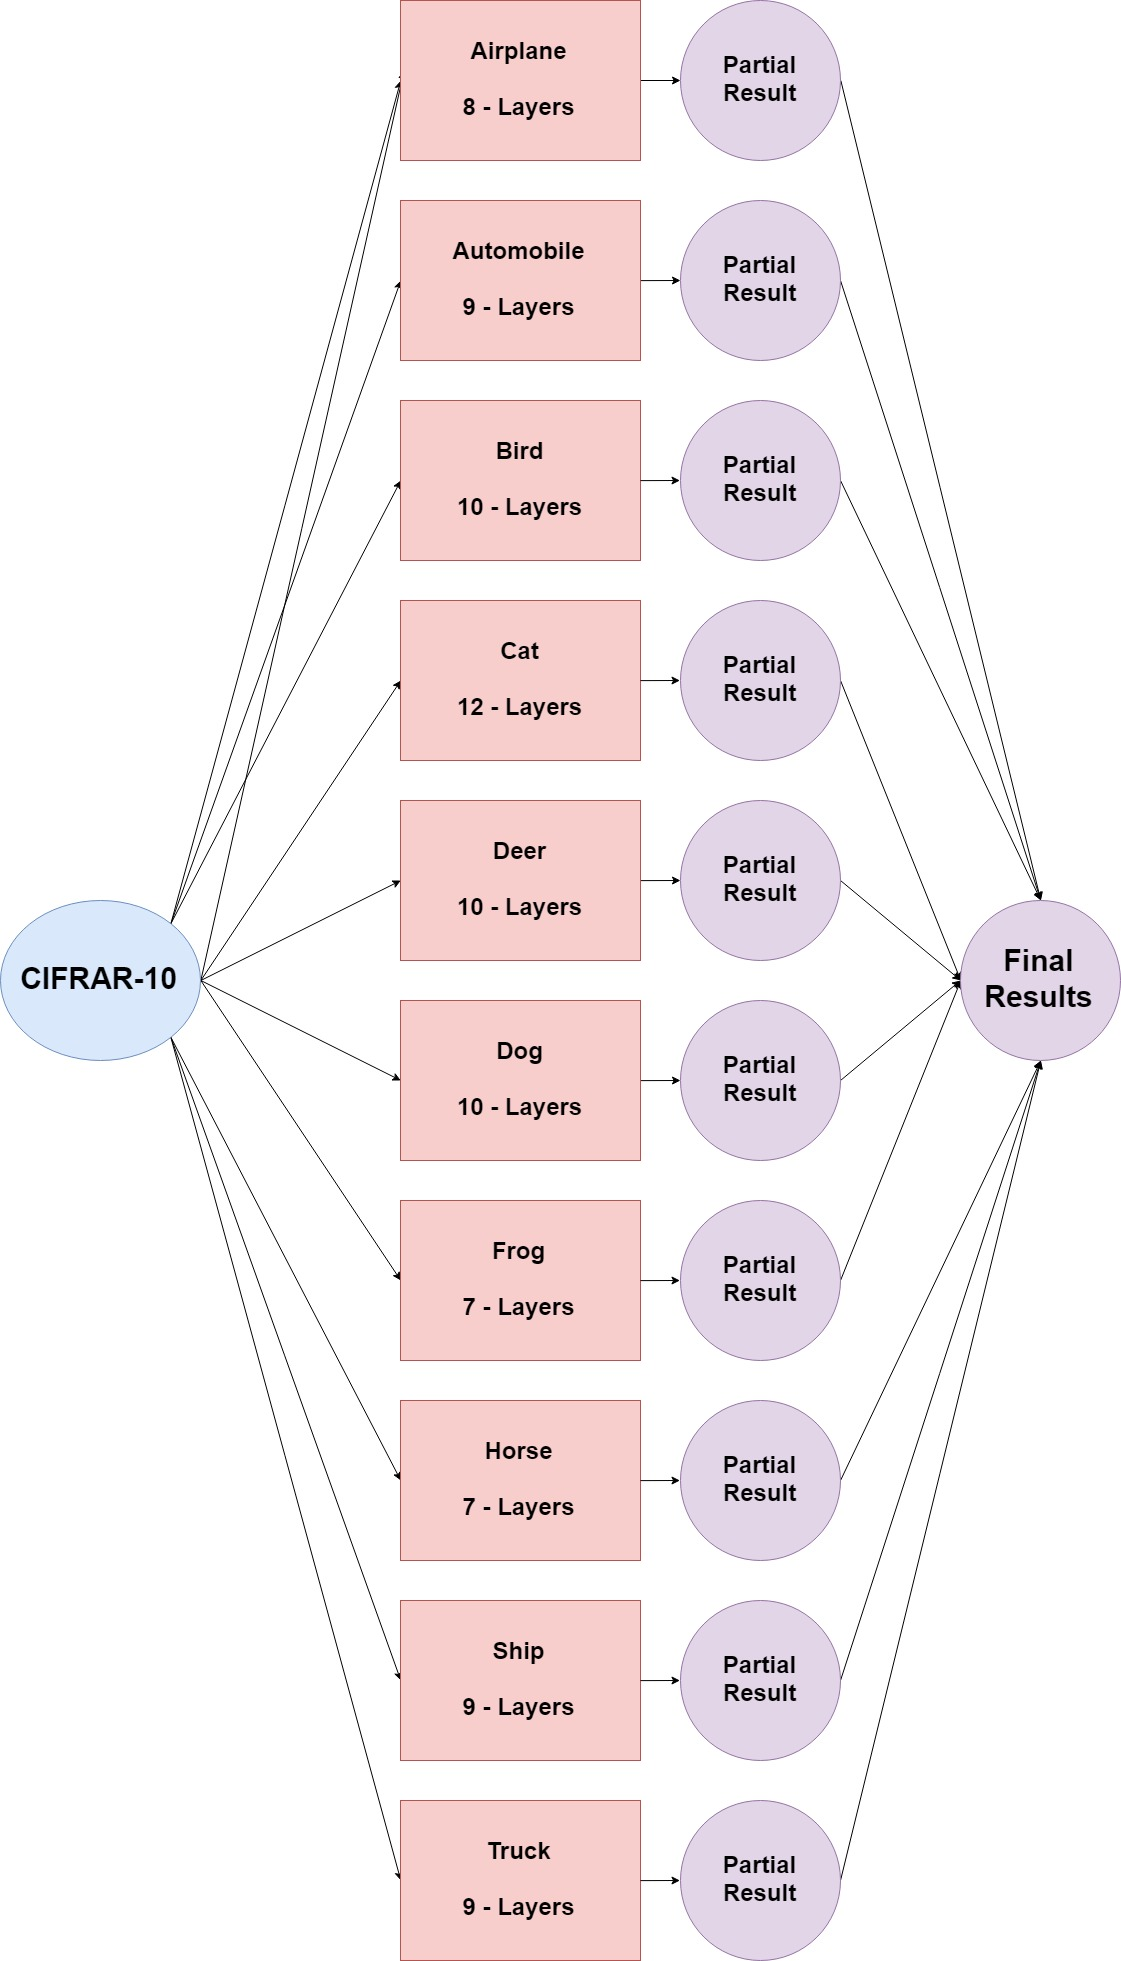 Airplane
8 - Layers
Partial
Result
Automobile
9 - Layers
Partial
Result
Bird
10 - Layers
Partial
Result
Cat
12 - Layers
Partial
Result
Deer
10 - Layers
Partial
Result
CIFRAR-10
Final
Results
Dog
10 - Layers
Partial
Result
Frog
7 - Layers
Partial
Result
Horse
7 - Layers
Partial
Result
Ship
9 - Layers
Partial
Result
Truck
9 - Layers
Partial
Result